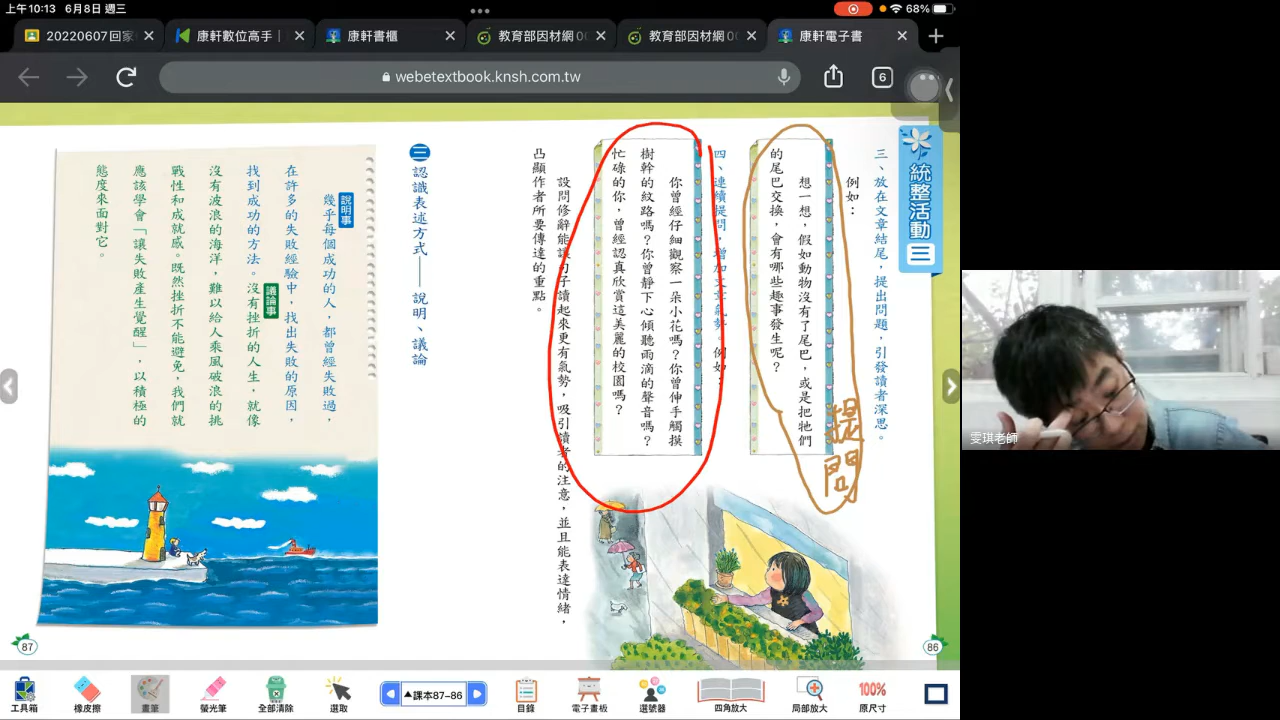 上午10:13 6月8日 週三
68%
20220607回家
康軒數位高手
康軒書櫃
教育部因材網 00
教育部因材網 00
康軒電子書
webetextbook.knsh.com.tw
6
統整活動三
三、放在文章結尾，提出問題，引發讀者深思。
例如：
想一想，假如動物沒有了尾巴，或是把牠們
的尾巴交換，會有哪些趣事發生呢？
提問
四、連續提問，增加文章氣勢。例如：
你曾經仔細觀察一朵小花嗎？你曾伸手觸摸
樹幹的紋路嗎？你曾靜下心傾聽雨滴的聲音嗎？
忙碌的你，曾經認真欣賞這美麗的校園嗎？
設問修辭能讓句子讀起來更有氣勢，吸引讀者的注意，並且能表達情緒，
凸顯作者所要傳達的重點。
三 認識表述方式——說明、議論
說明事
幾乎每個成功的人，都曾經失敗過，
在許多的失敗經驗中，找出失敗的原因，
找到成功的方法。
議論事
沒有挫折的人生，就像
沒有波浪的海洋，難以給人乘風破浪的挑
戰性和成就感。既然挫折不能避免，我們就
應該學會「讓失敗產生覺醒」，以積極的
態度來面對它。
87
86
雯琪老師
工具箱
橡皮擦
畫筆
螢光筆
全部清除
選取
▲課本87-86
目錄
電子畫板
選號器
四角放大
局部放大
100%
原尺寸